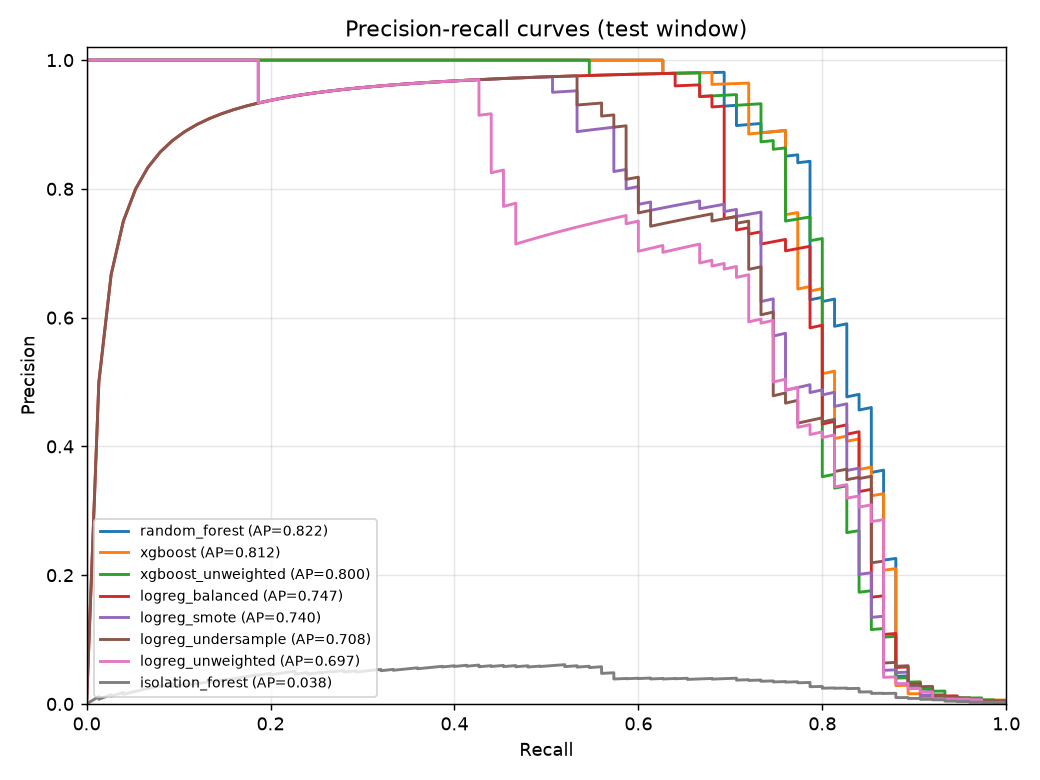 Precision-recall curves (test window)
1.0
0.8
0.6
0.4
0.2
0.0
Precision
random_forest (AP=0.822)
xgboost (AP=0.812)
xgboost_unweighted (AP=0.800)
logreg_balanced (AP=0.747)
logreg_smote (AP=0.740)
logreg_undersample (AP=0.708)
logreg_unweighted (AP=0.697)
isolation_forest (AP=0.038)
0.0 0.2 0.4 0.6 0.8 1.0
Recall